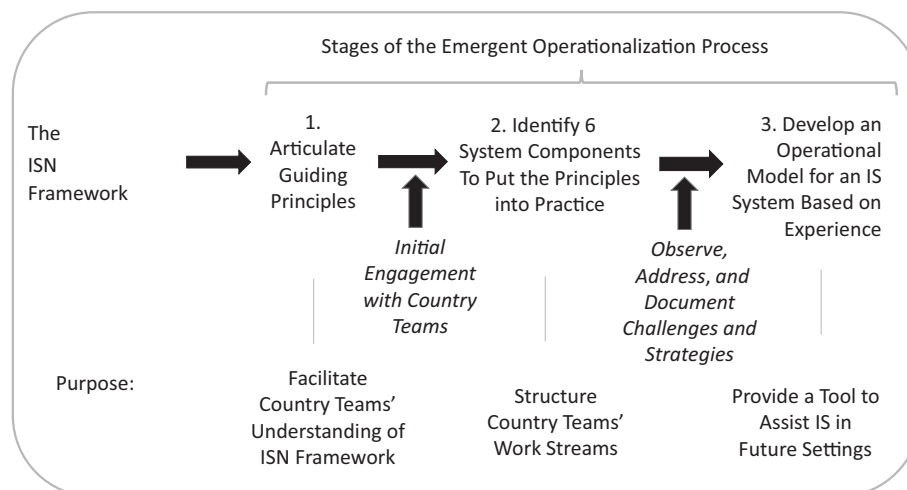 Stages of the Emergent Operationalization Process
The
ISN
Framework
1.
Articulate
Guiding
Principles
2. Identify 6
System Components
To Put the Principles
into Practice
3. Develop an
Operational
Model for an IS
System Based on
Experience
Initial
Engagement
with Country
Teams
Observe,
Address, and
Document
Challenges and
Strategies
Purpose:
Facilitate
Country Teams’
Understanding of
ISN Framework
Structure
Country Teams’
Work Streams
Provide a Tool to
Assist IS in
Future Settings